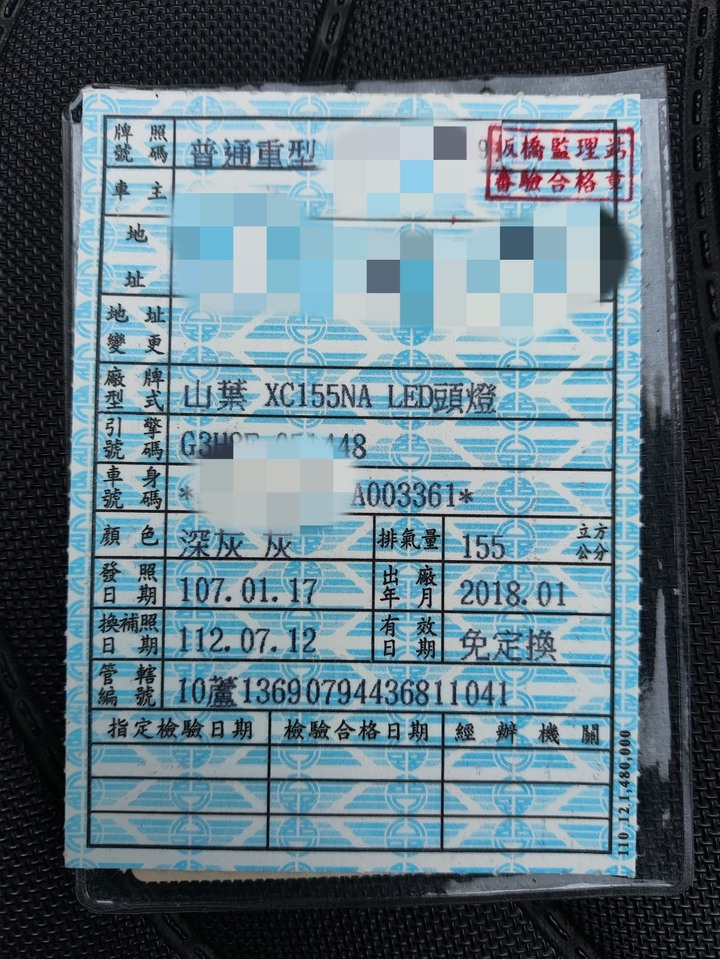 牌照號碼 普通重型 9
板橋監理站
審驗合格章
車主
地址
地址變更
廠牌型式 山葉 XC155NA LED頭燈
引擎號碼 G3H 448
車身號碼 * A003361*
顏色 深灰 灰 排氣量 155 立方公分
發照日期 107.01.17 出廠年月 2018.01
換補照日期 112.07.12 有效日期 免定換
管轄編號 10蘆13690794436811041
指定檢驗日期 檢驗合格日期 經辦機關
110.12.1,480,000